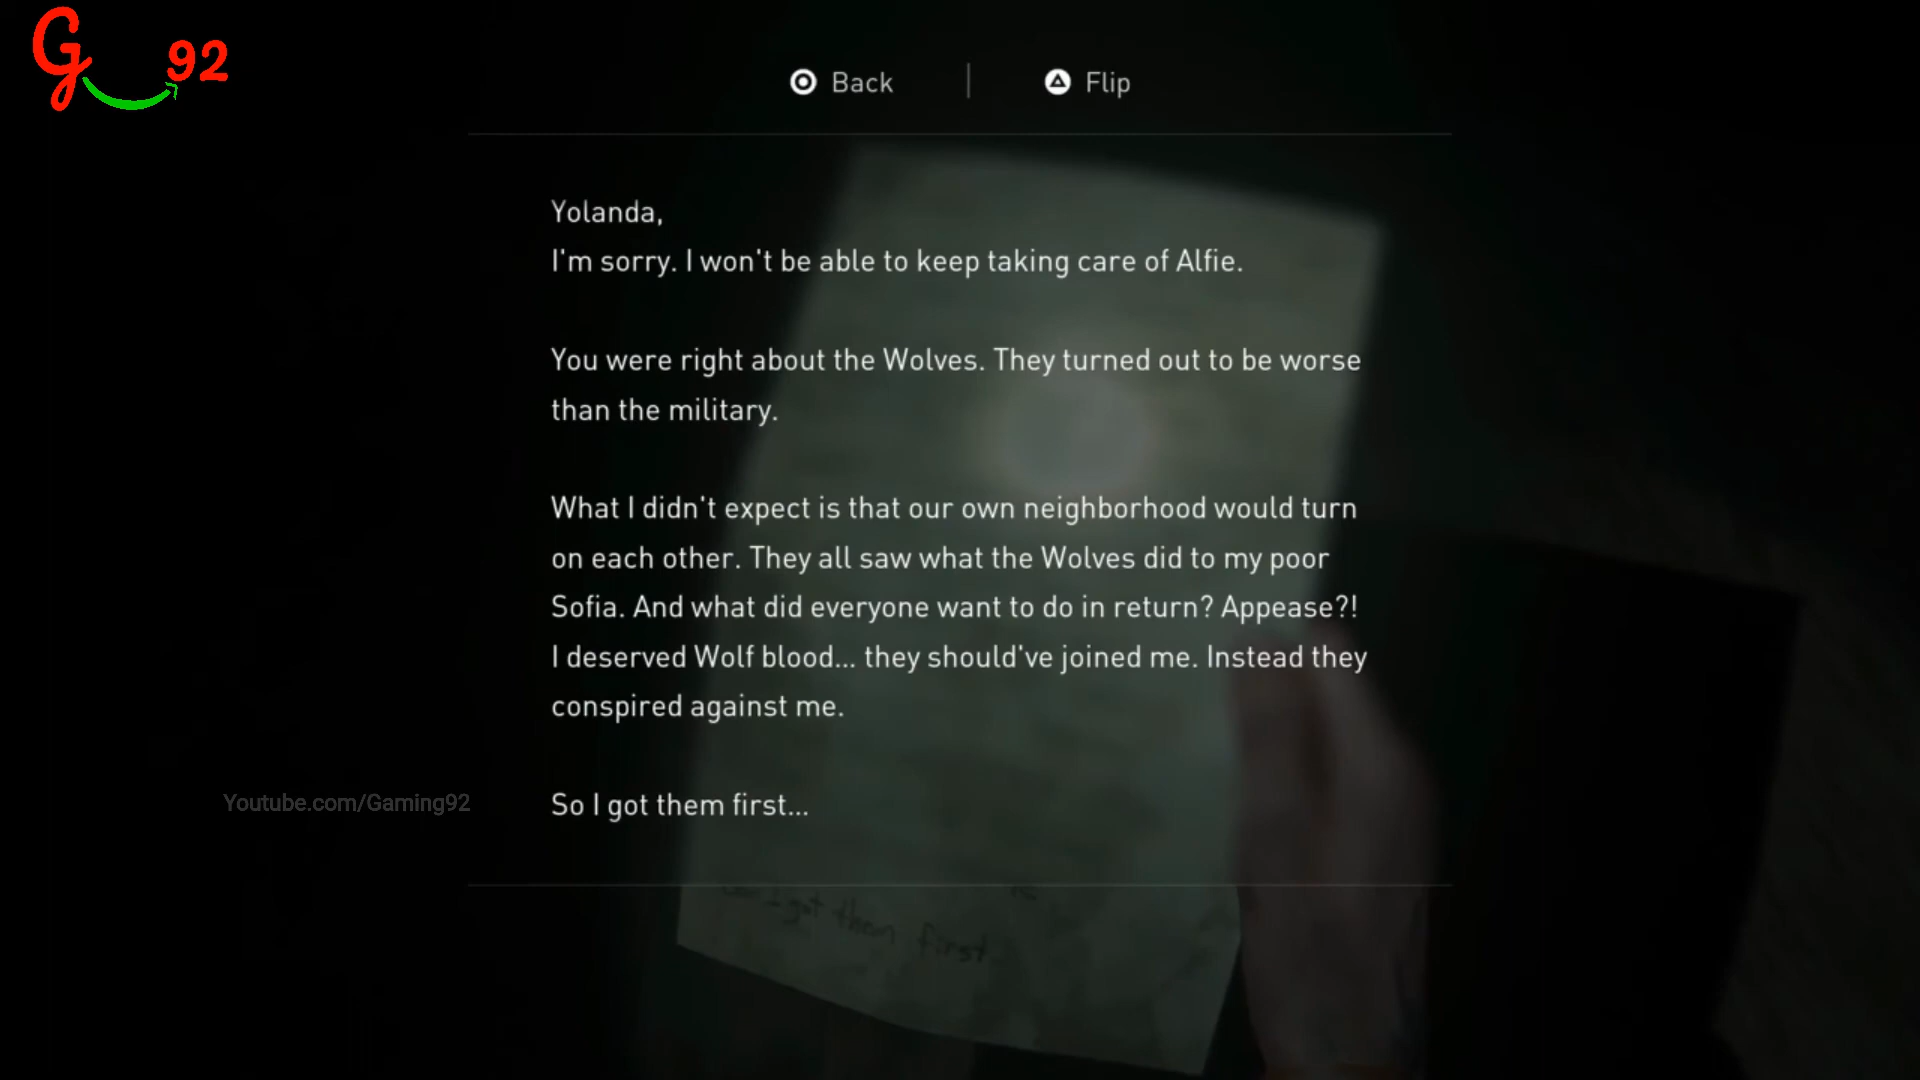 G 92
Back | Flip
Yolanda,
I'm sorry. I won't be able to keep taking care of Alfie.
You were right about the Wolves. They turned out to be worse
than the military.
What I didn't expect is that our own neighborhood would turn
on each other. They all saw what the Wolves did to my poor
Sofia. And what did everyone want to do in return? Appease?!
I deserved Wolf blood... they should've joined me. Instead they
conspired against me.
Youtube.com/Gaming92
So I got them first...
I got them first